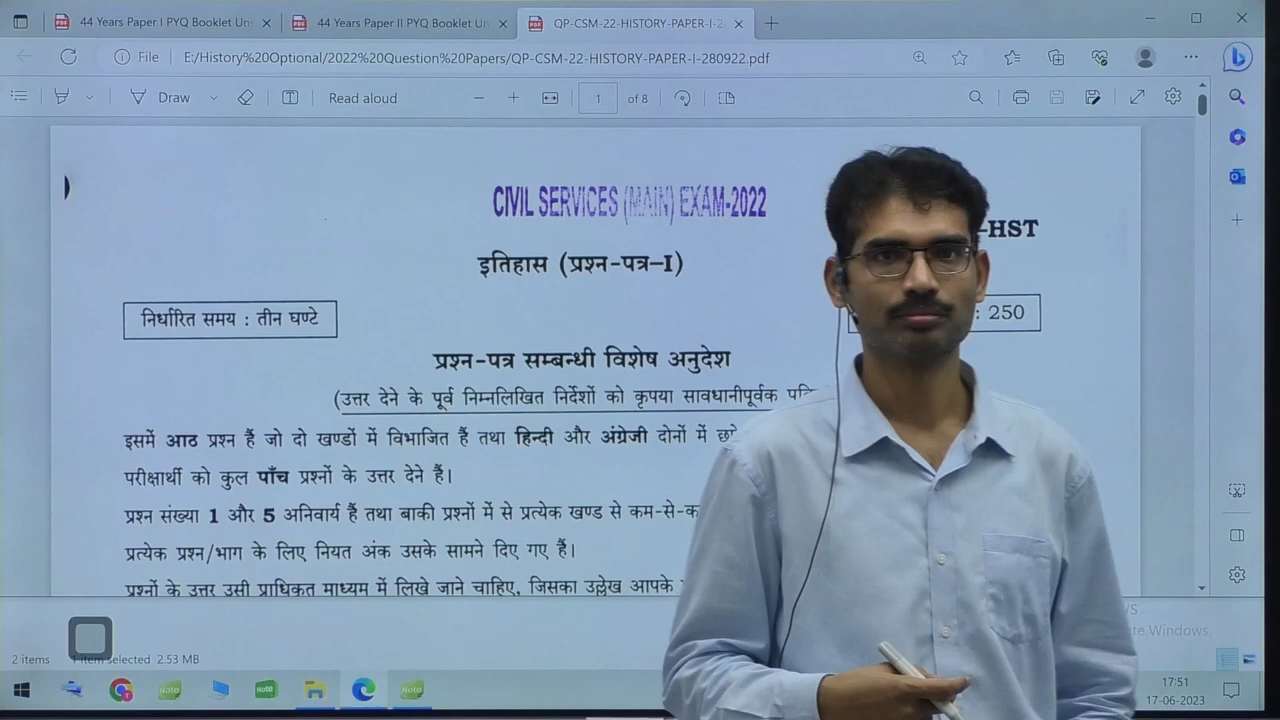 44 Years Paper I PYQ Booklet Un
44 Years Paper II PYQ Booklet Un
QP-CSM-22-HISTORY-PAPER-I-2
File
E:/History%20Optional/2022%20Question%20Papers/QP-CSM-22-HISTORY-PAPER-I-280922.pdf
Draw
Read aloud
1 of 8
CIVIL SERVICES (MAIN) EXAM-2022
-HST
इतिहास (प्रश्न-पत्र–I)
निर्धारित समय : तीन घण्टे
: 250
प्रश्न-पत्र सम्बन्धी विशेष अनुदेश
(उत्तर देने के पूर्व निम्नलिखित निर्देशों को कृपया सावधानीपूर्वक
इसमें आठ प्रश्न हैं जो दो खण्डों में विभाजित हैं तथा हिन्दी और अंग्रेजी दोनों में
परीक्षार्थी को कुल पाँच प्रश्नों के उत्तर देने हैं।
प्रश्न संख्या 1 और 5 अनिवार्य हैं तथा बाकी प्रश्नों में से प्रत्येक खण्ड से कम-से-क
प्रत्येक प्रश्न/भाग के लिए नियत अंक उसके सामने दिए गए हैं।
प्रश्नों के उत्तर उसी प्राधिकृत माध्यम में लिखे जाने चाहिए, जिसका उल्लेख आपके
te Windows.
2 items
1 item selected 2.53 MB
Note
Note
Note
17:51
17-06-2023